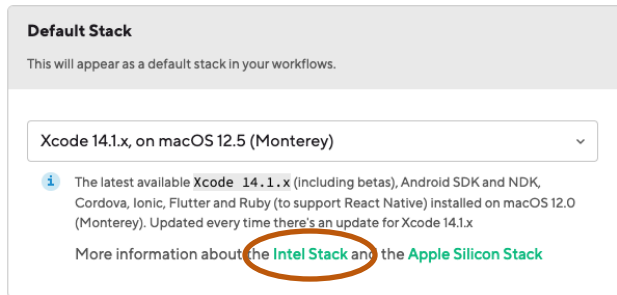 Default Stack
This will appear as a default stack in your workflows.
Xcode 14.1.x, on macOS 12.5 (Monterey)
i The latest available Xcode 14.1.x (including betas), Android SDK and NDK,
Cordova, Ionic, Flutter and Ruby (to support React Native) installed on macOS 12.0
(Monterey). Updated every time there's an update for Xcode 14.1.x
More information about the Intel Stack and the Apple Silicon Stack